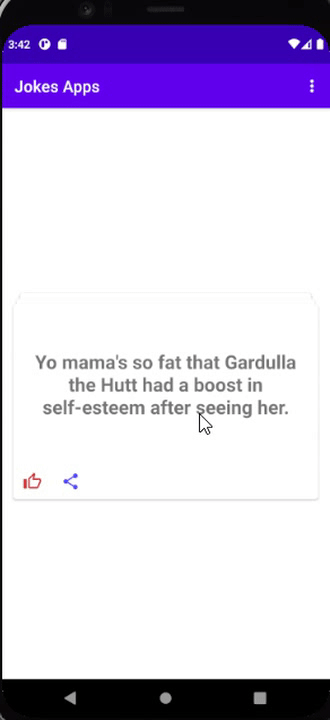 3:42
Jokes Apps
Yo mama's so fat that Gardulla
the Hutt had a boost in
self-esteem after seeing her.